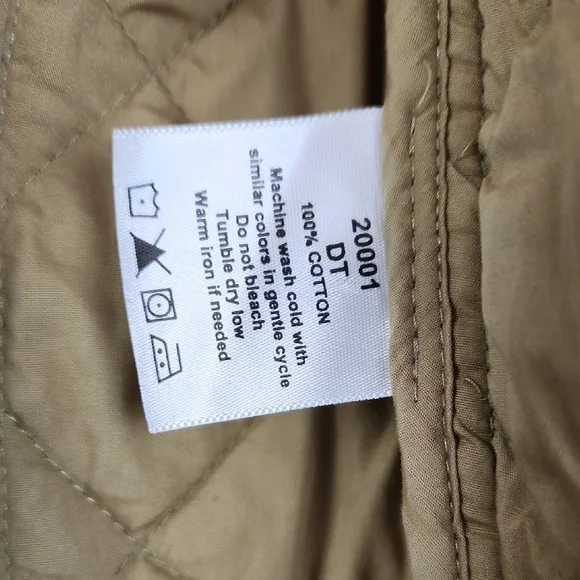 20001
DT
100% COTTON
Machine wash cold with
similar colors in gentle cycle
Do not bleach
Tumble dry low
Warm iron if needed